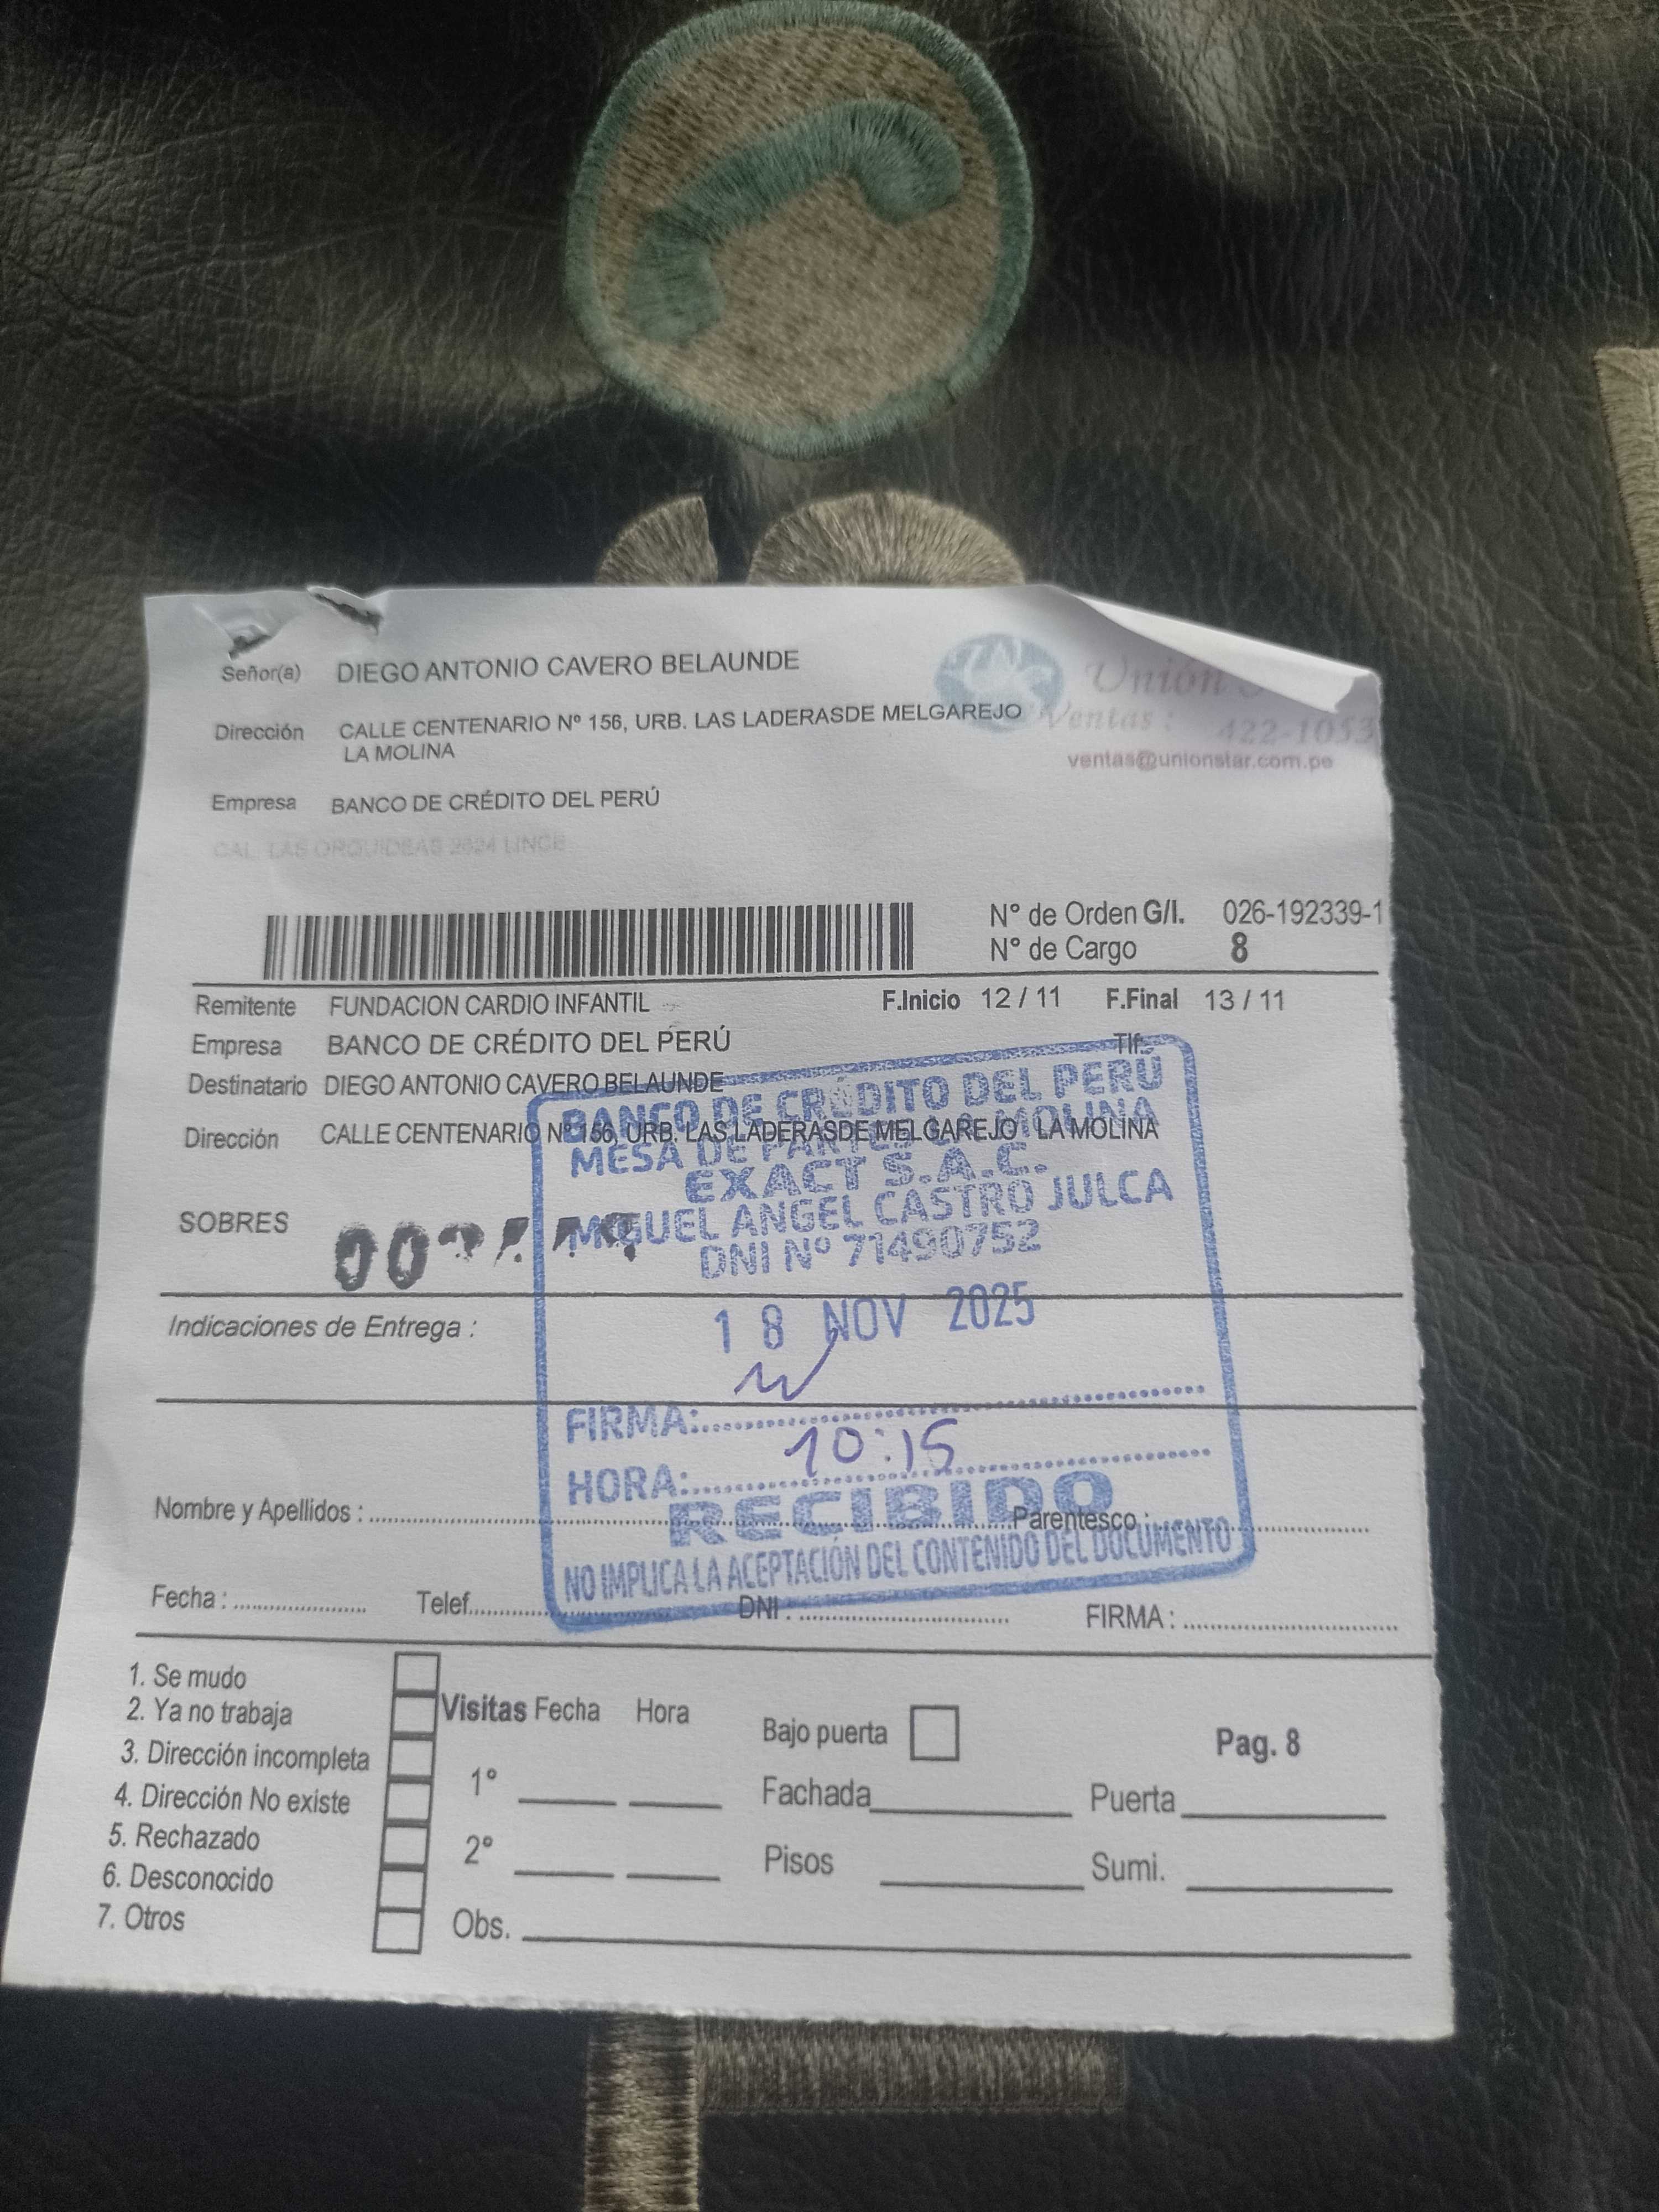 Señor(a) DIEGO ANTONIO CAVERO BELAUNDE
Unión
Dirección CALLE CENTENARIO Nº 156, URB. LAS LADERASDE MELGAREJO
Ventas : 422-1053
LA MOLINA
ventas@unionstar.com.pe
Empresa BANCO DE CRÉDITO DEL PERÚ
CAL. LAS ORQUIDEAS LINCE
N° de Orden G/I. 026-192339-1
N° de Cargo 8
Remitente FUNDACION CARDIO INFANTIL F.Inicio 12 / 11 F.Final 13 / 11
Empresa BANCO DE CRÉDITO DEL PERÚ Tlf.
Destinatario DIEGO ANTONIO CAVERO BELAUNDE
Dirección CALLE CENTENARIO Nº 156, URB. LAS LADERASDE MELGAREJO LA MOLINA
BANCO DE CRÉDITO DEL PERÚ
MESA DE PARTES LA MOLINA
EXACT S.A.C.
MIGUEL ANGEL CASTRO JULCA
DNI Nº 71490752
SOBRES
18 NOV 2025
Indicaciones de Entrega :
FIRMA:
HORA: 10:15
RECIBIDO
NO IMPLICA LA ACEPTACIÓN DEL CONTENIDO DEL DOCUMENTO
Nombre y Apellidos : Parentesco :
Fecha : Telef. DNI : FIRMA :
1. Se mudo
2. Ya no trabaja
3. Dirección incompleta
4. Dirección No existe
5. Rechazado
6. Desconocido
7. Otros
Visitas Fecha Hora
1°
2°
Obs.
Bajo puerta
Pag. 8
Fachada Puerta
Pisos Sumi.